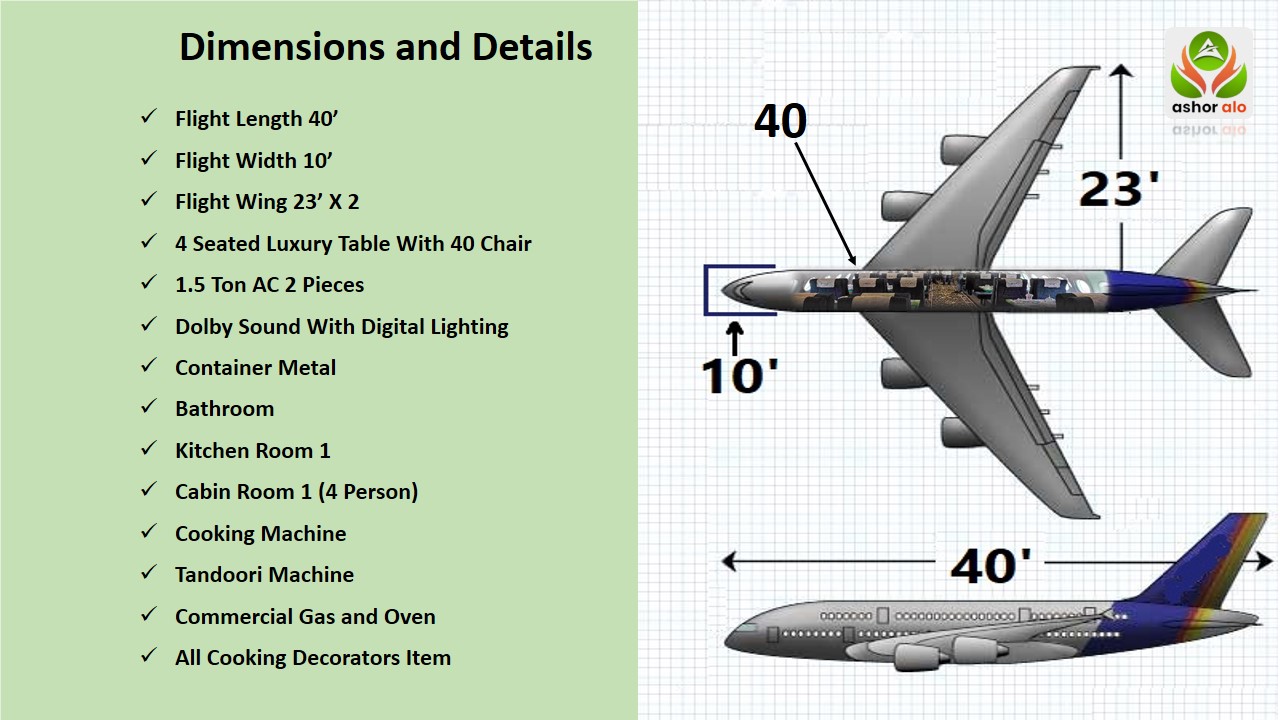 Dimensions and Details
✓ Flight Length 40’
✓ Flight Width 10’
✓ Flight Wing 23’ X 2
✓ 4 Seated Luxury Table With 40 Chair
✓ 1.5 Ton AC 2 Pieces
✓ Dolby Sound With Digital Lighting
✓ Container Metal
✓ Bathroom
✓ Kitchen Room 1
✓ Cabin Room 1 (4 Person)
✓ Cooking Machine
✓ Tandoori Machine
✓ Commercial Gas and Oven
✓ All Cooking Decorators Item
ashor alo
40
23'
10'
40'